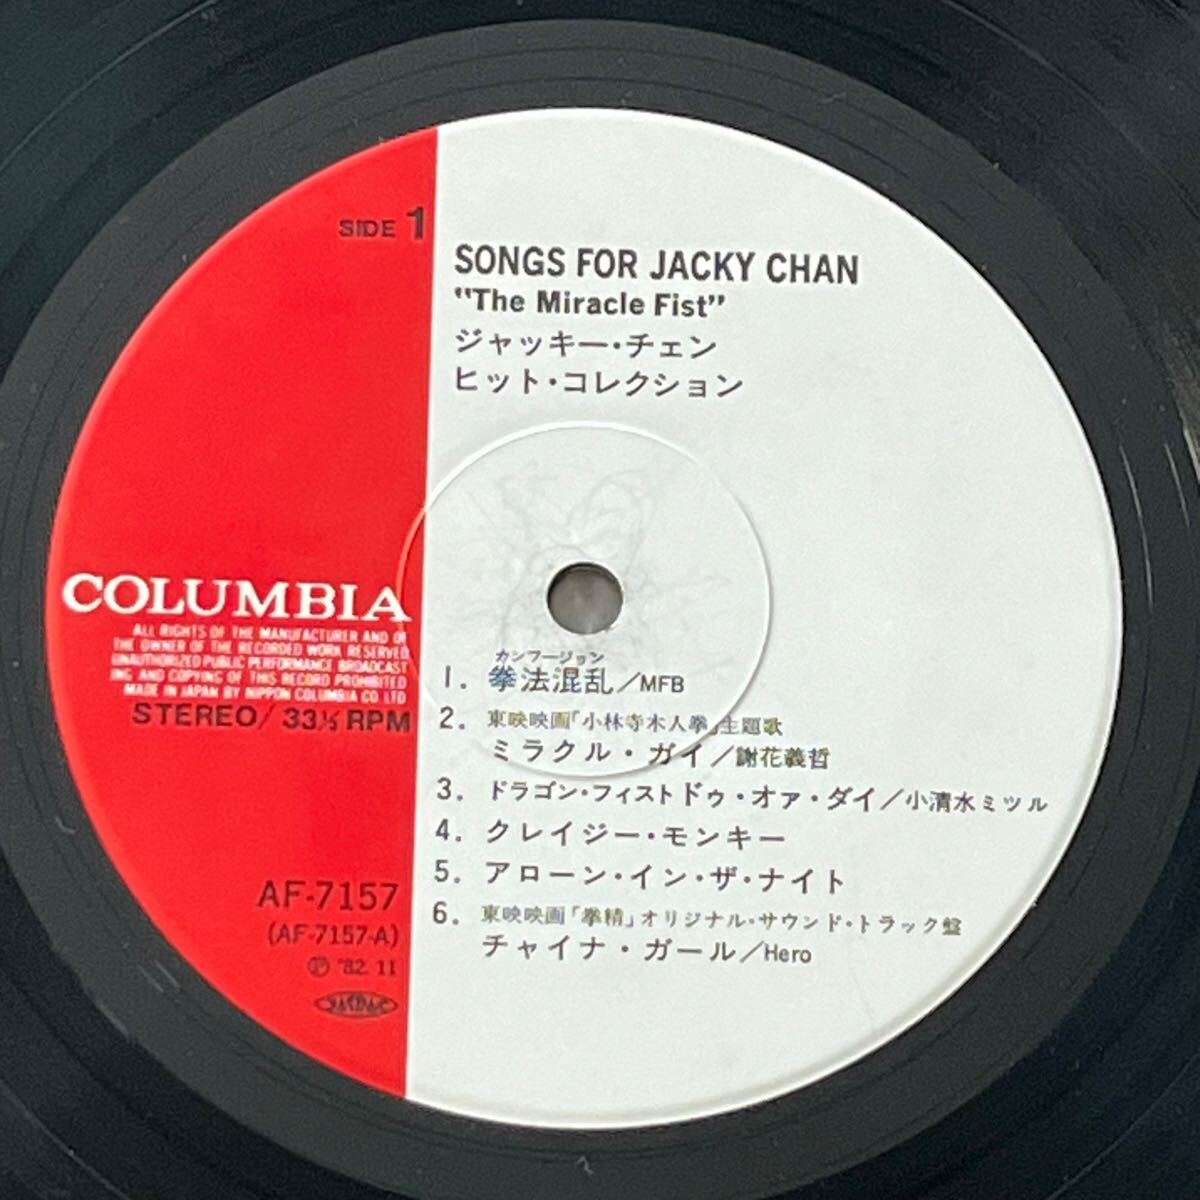 SIDE 1
SONGS FOR JACKY CHAN
"The Miracle Fist"
ジャッキー・チェン
ヒット・コレクション
COLUMBIA
ALL RIGHTS OF THE MANUFACTURER AND OF
THE OWNER OF THE RECORDED WORK RESERVED
UNAUTHORIZED PUBLIC PERFORMANCE BROADCAST
ING AND COPYING OF THIS RECORD PROHIBITED
MADE IN JAPAN BY NIPPON COLUMBIA CO LTD
STEREO/33⅓ RPM
カンフージョン
1. 拳法混乱/MFB
2. 東映映画「小林寺木人拳」主題歌
ミラクル・ガイ/謝花義哲
3. ドラゴン・フィストドゥ・オァ・ダイ/小清水ミツル
4. クレイジー・モンキー
5. アローン・イン・ザ・ナイト
6. 東映映画「拳精」オリジナル・サウンド・トラック盤
チャイナ・ガール/Hero
AF-7157
(AF-7157-A)
Ⓟ '82. 11